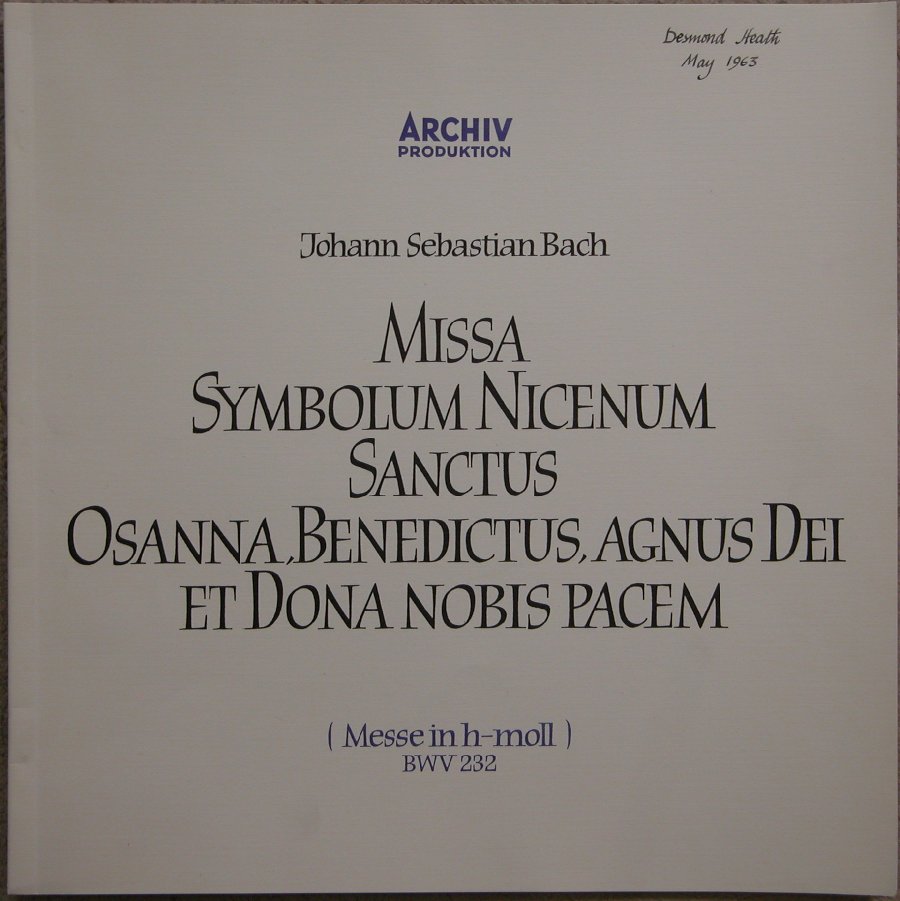 Desmond Heath
May 1963
ARCHIV
PRODUKTION
Johann Sebastian Bach
MISSA
SYMBOLUM NICENUM
SANCTUS
OSANNA, BENEDICTUS, AGNUS DEI
ET DONA NOBIS PACEM
( Messe in h-moll )
BWV 232